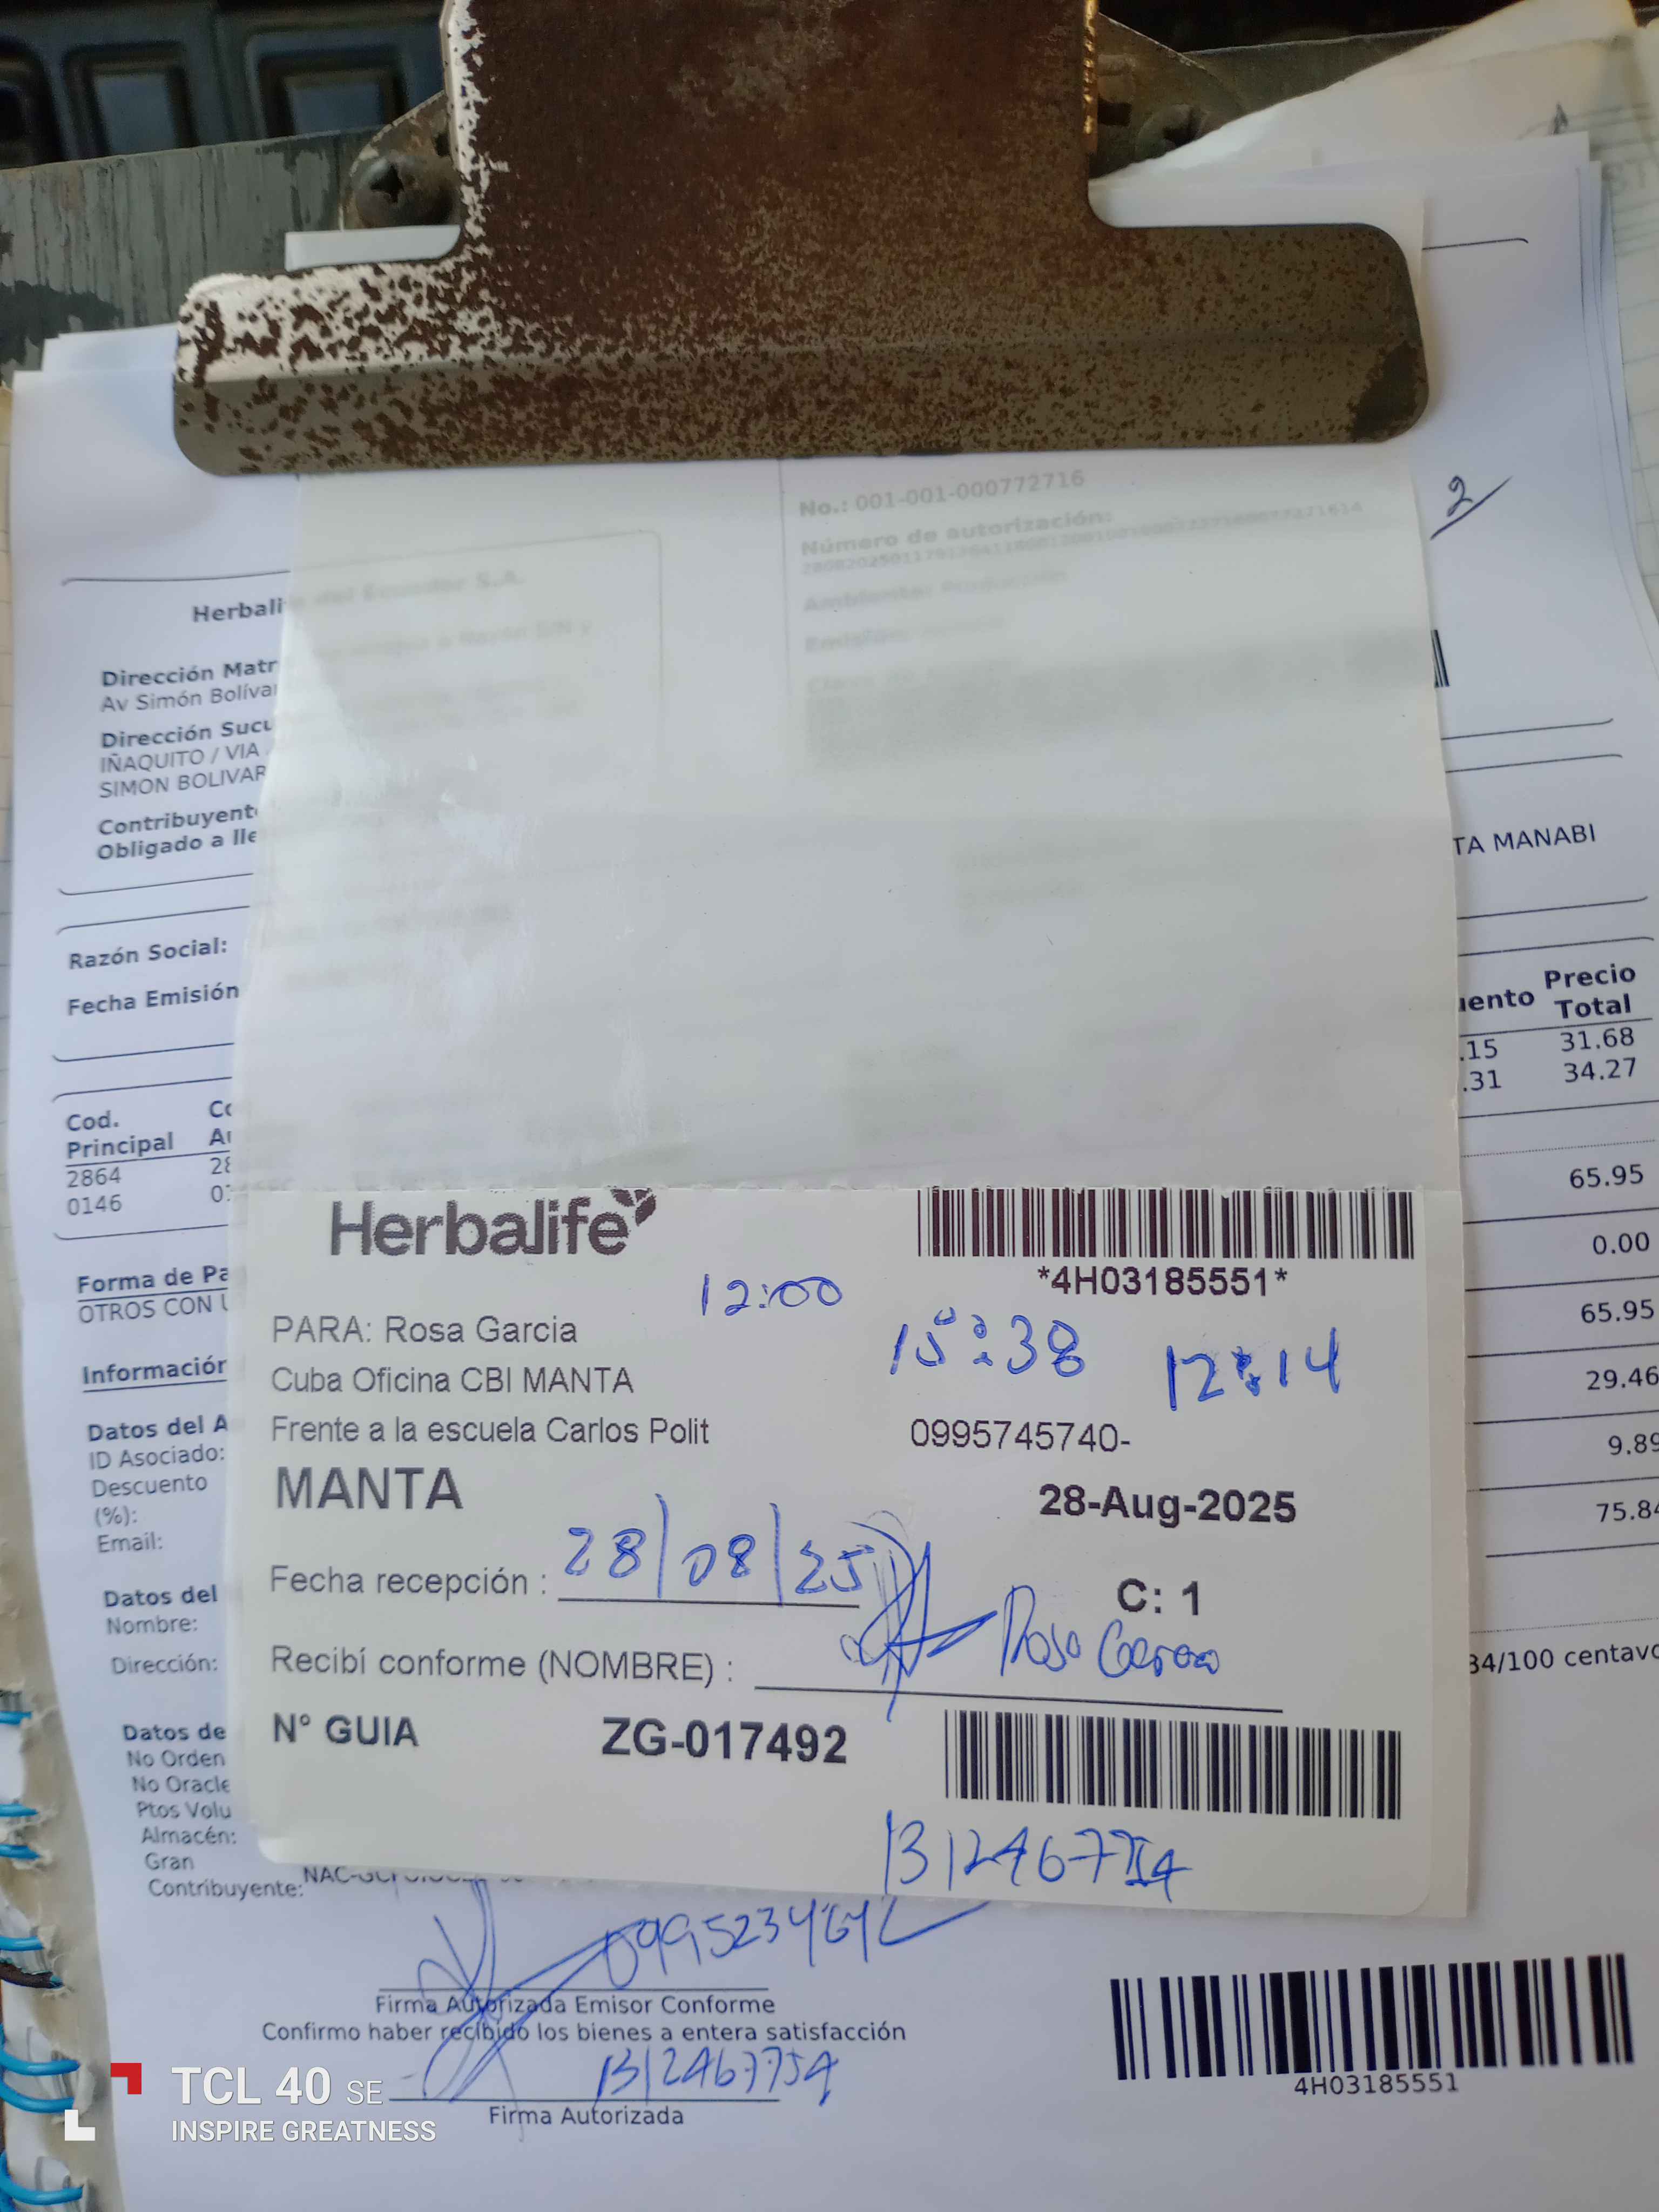 2
No.: 001-001-000772716
Número de autorización:
Herbali
Dirección Matr
Av Simón Bolívar
Dirección Sucu
IÑAQUITO / VIA
SIMON BOLIVAR
Contribuyente
Obligado a lle
TA MANABI
Razón Social:
Fecha Emisión
uento Precio Total
.15 31.68
.31 34.27
Cod. Principal
2864
0146
65.95
0.00
65.95
29.46
9.89
75.84
Forma de Pa
OTROS CON U
Información
Datos del A
ID Asociado:
Descuento
(%):
Email:
Datos del
Nombre:
Dirección:
34/100 centavo
Datos de
No Orden
No Oracle
Ptos Volu
Almacén:
Gran
Contribuyente:
Herbalife
*4H03185551*
12:00
15:38
12:14
PARA: Rosa Garcia
Cuba Oficina CBI MANTA
Frente a la escuela Carlos Polit 0995745740-
MANTA
28-Aug-2025
Fecha recepción : 28/08/25
C: 1
Recibí conforme (NOMBRE) : Rosa Garcia
N° GUIA ZG-017492
Firma Autorizada Emisor Conforme
Confirmo haber recibido los bienes a entera satisfacción
1312467754
Firma Autorizada
4H03185551
TCL 40 SE
INSPIRE GREATNESS